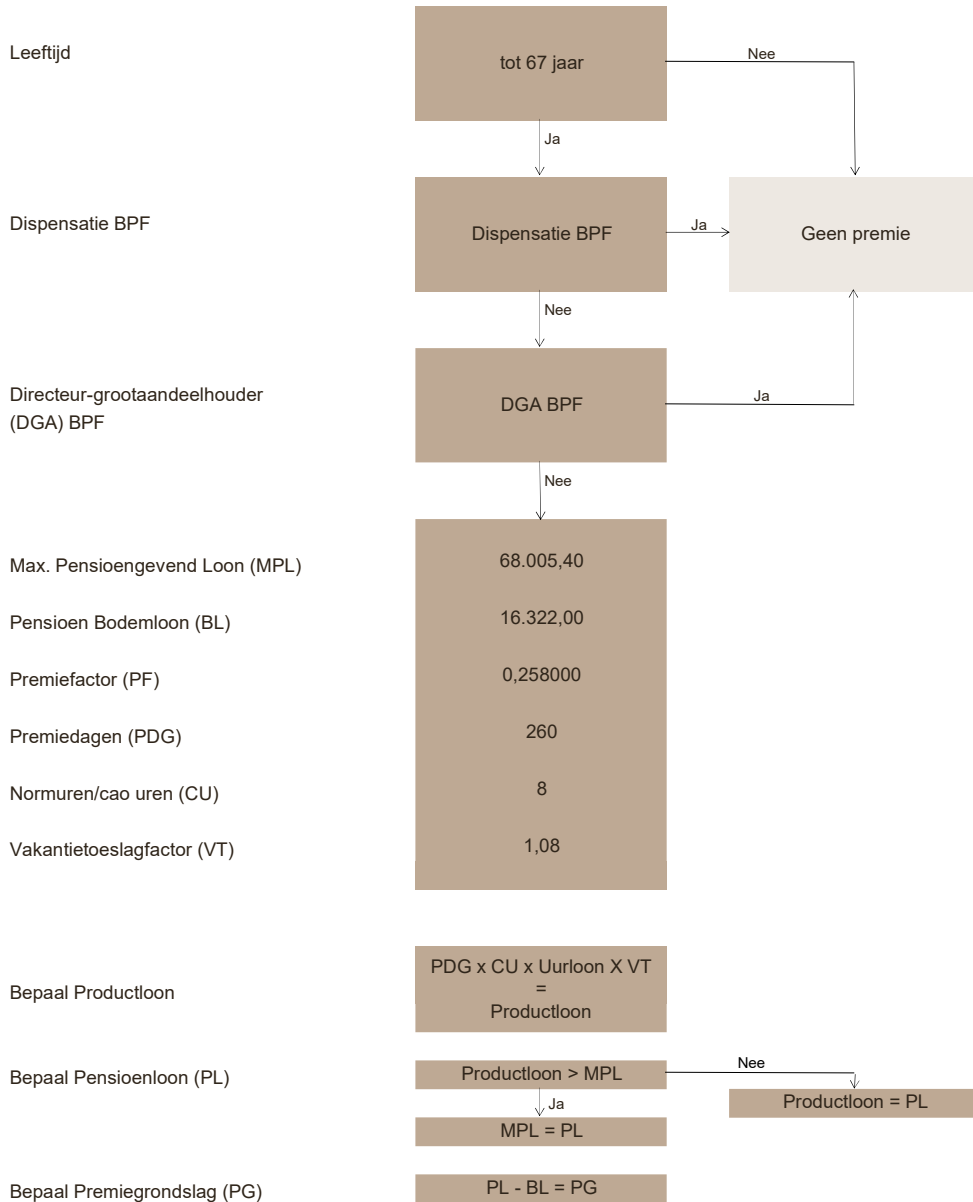 Leeftijd
tot 67 jaar
Nee
Ja
Dispensatie BPF
Dispensatie BPF
Ja
Geen premie
Nee
Directeur-grootaandeelhouder
(DGA) BPF
DGA BPF
Ja
Nee
Max. Pensioengevend Loon (MPL)
68.005,40
Pensioen Bodemloon (BL)
16.322,00
Premiefactor (PF)
0,258000
Premiedagen (PDG)
260
Normuren/cao uren (CU)
8
Vakantietoeslagfactor (VT)
1,08
Bepaal Productloon
PDG x CU x Uurloon X VT
=
Productloon
Bepaal Pensioenloon (PL)
Productloon > MPL
Nee
Productloon = PL
Ja
MPL = PL
Bepaal Premiegrondslag (PG)
PL - BL = PG